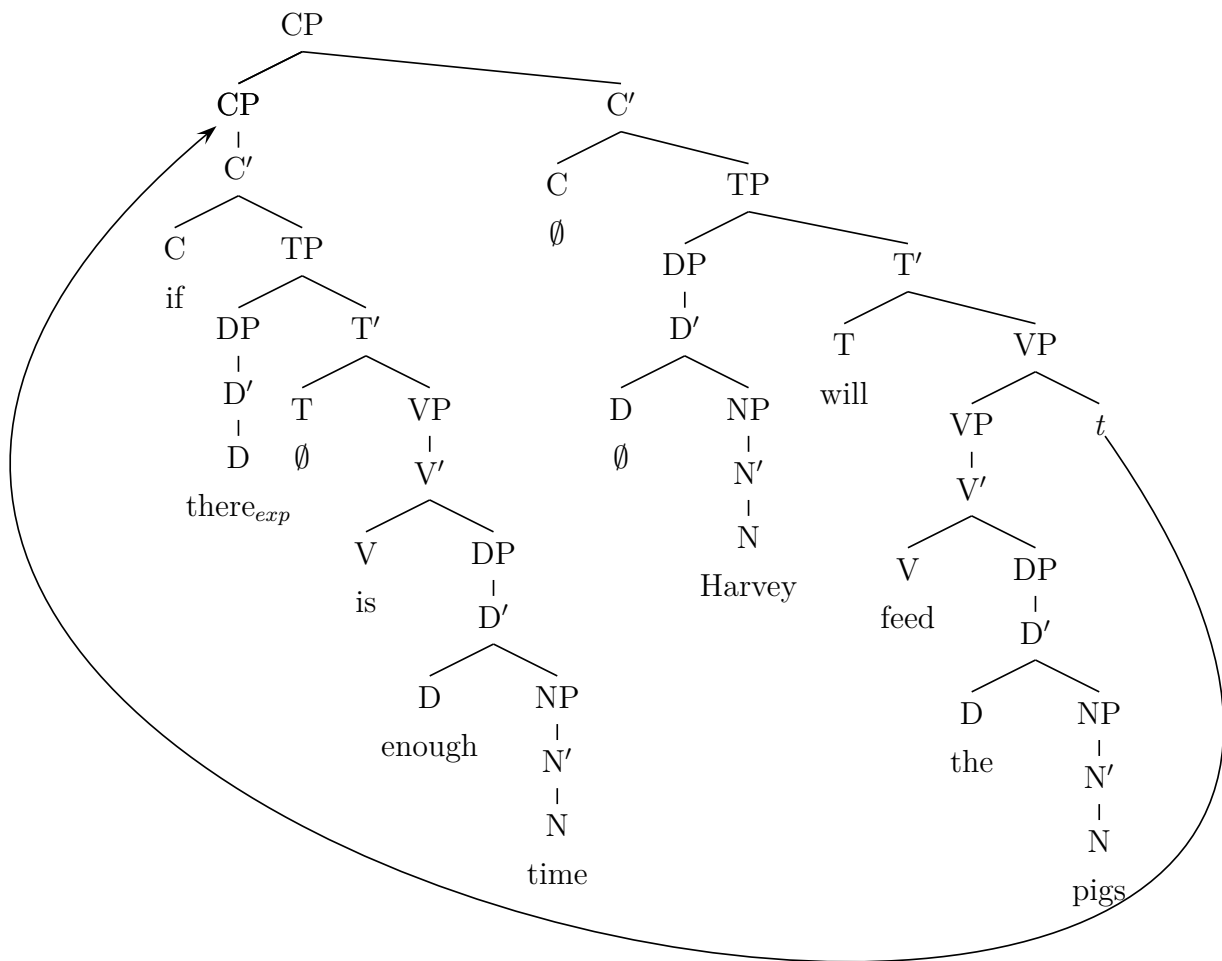 CP
CP C′
C′ C TP
C TP ∅ DP T′
if DP T′ D′ T VP
D′ T VP D NP will VP t
D ∅ V′ ∅ N′ V′
there_exp V DP N V DP
is D′ Harvey feed D′
D NP D NP
enough N′ the N′
N N
time pigs